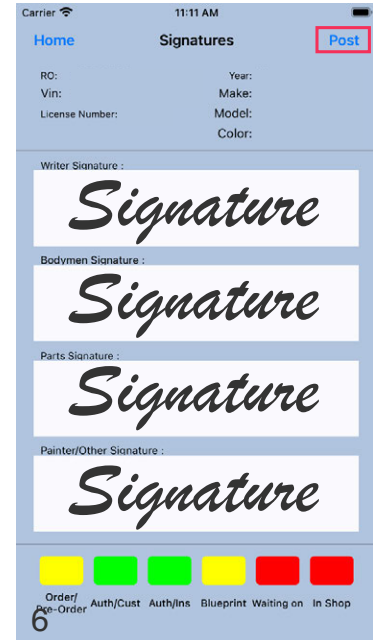 Carrier 11:11 AM
Home Signatures Post
RO: Year:
Vin: Make:
License Number: Model:
Color:
Writer Signature :
Signature
Bodymen Signature :
Signature
Parts Signature :
Signature
Painter/Other Signature :
Signature
Order/
Pre-Order Auth/Cust Auth/Ins Blueprint Waiting on In Shop
6